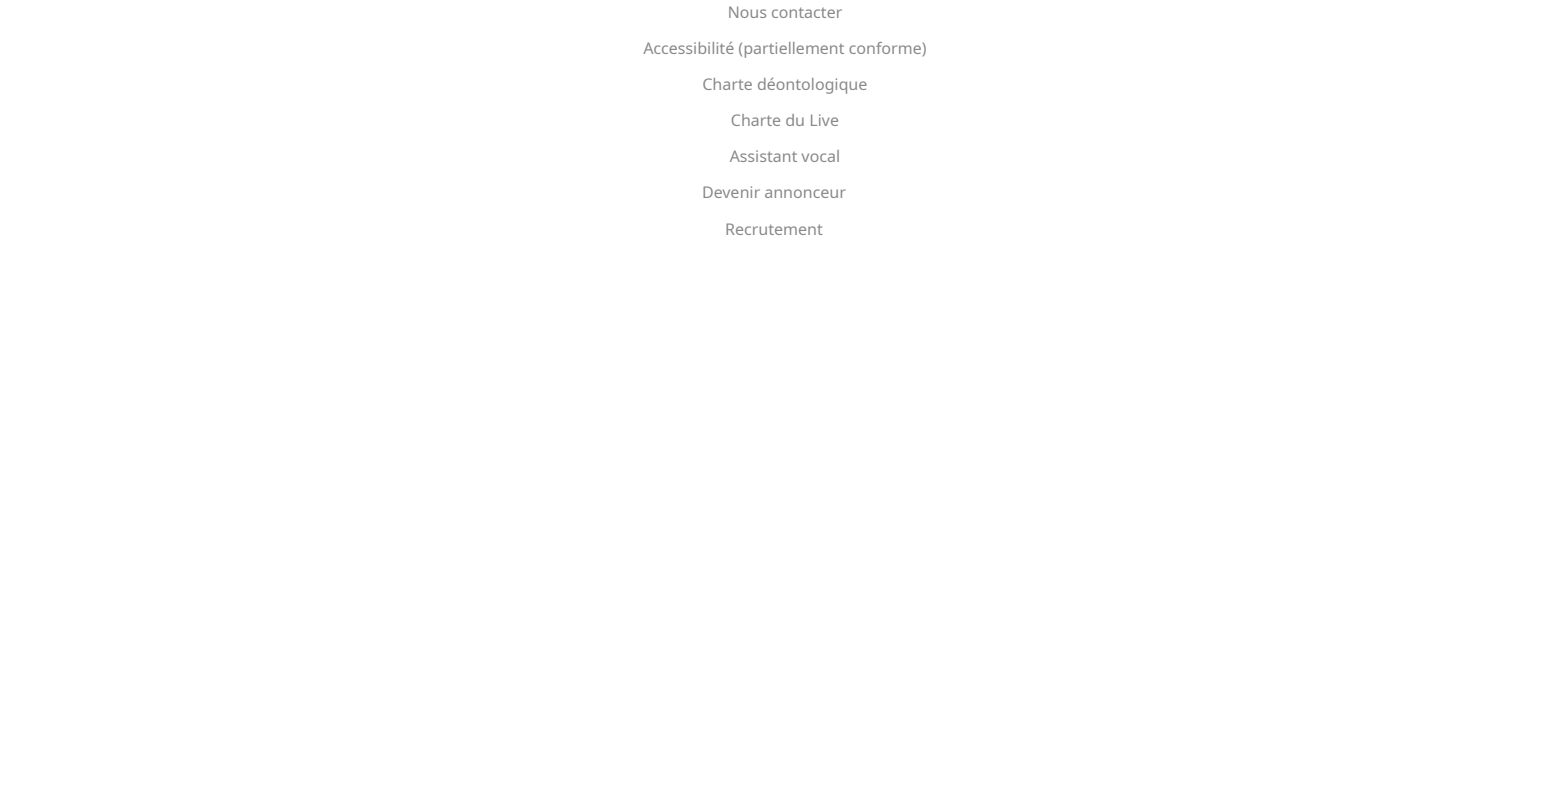 Nous contacter
Accessibilité (partiellement conforme)
Charte déontologique
Charte du Live
Assistant vocal
Devenir annonceur
Recrutement